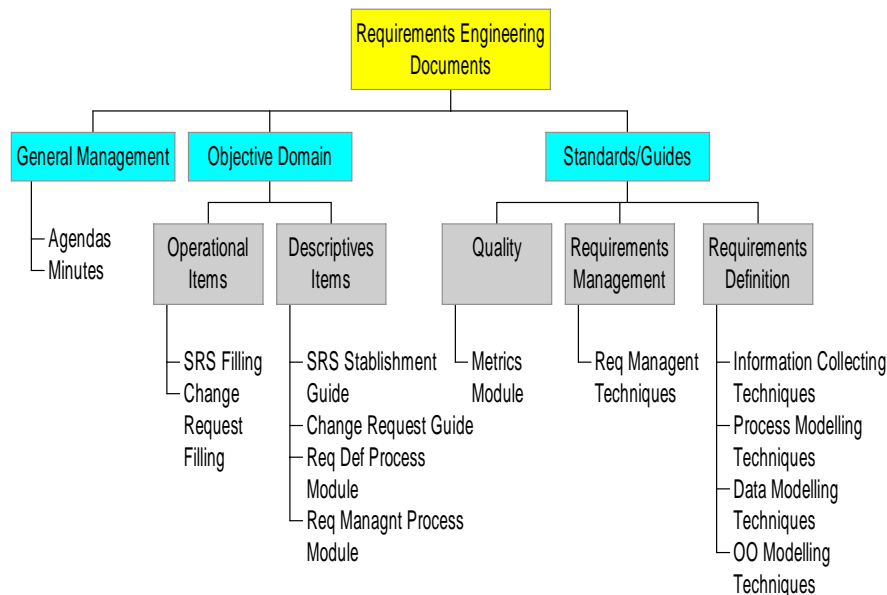 Requirements Engineering
Documents
General Management
Objective Domain
Standards/Guides
Agendas
Minutes
Operational
Items
Descriptives
Items
Quality
Requirements
Management
Requirements
Definition
SRS Filling
Change
Request
Filling
SRS Stablishment
Guide
Change Request Guide
Req Def Process
Module
Req Managnt Process
Module
Metrics
Module
Req Managent
Techniques
Information Collecting
Techniques
Process Modelling
Techniques
Data Modelling
Techniques
OO Modelling
Techniques